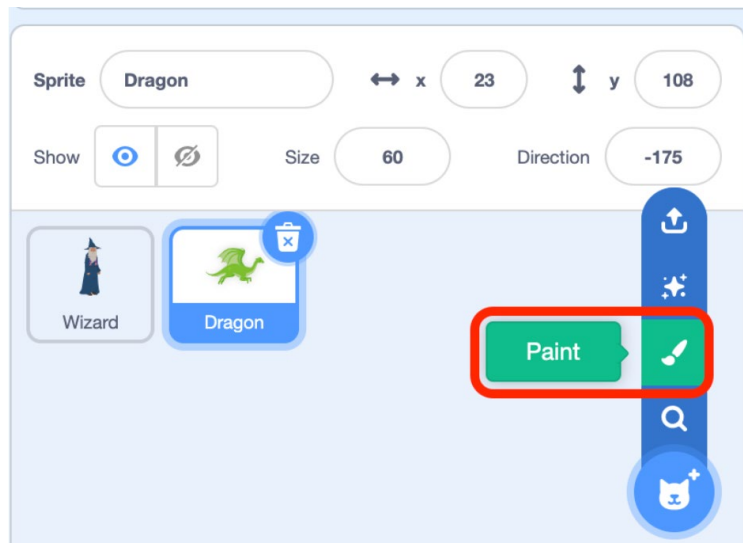 Sprite Dragon x 23 y 108
Show Size 60 Direction -175
Wizard Dragon
Paint